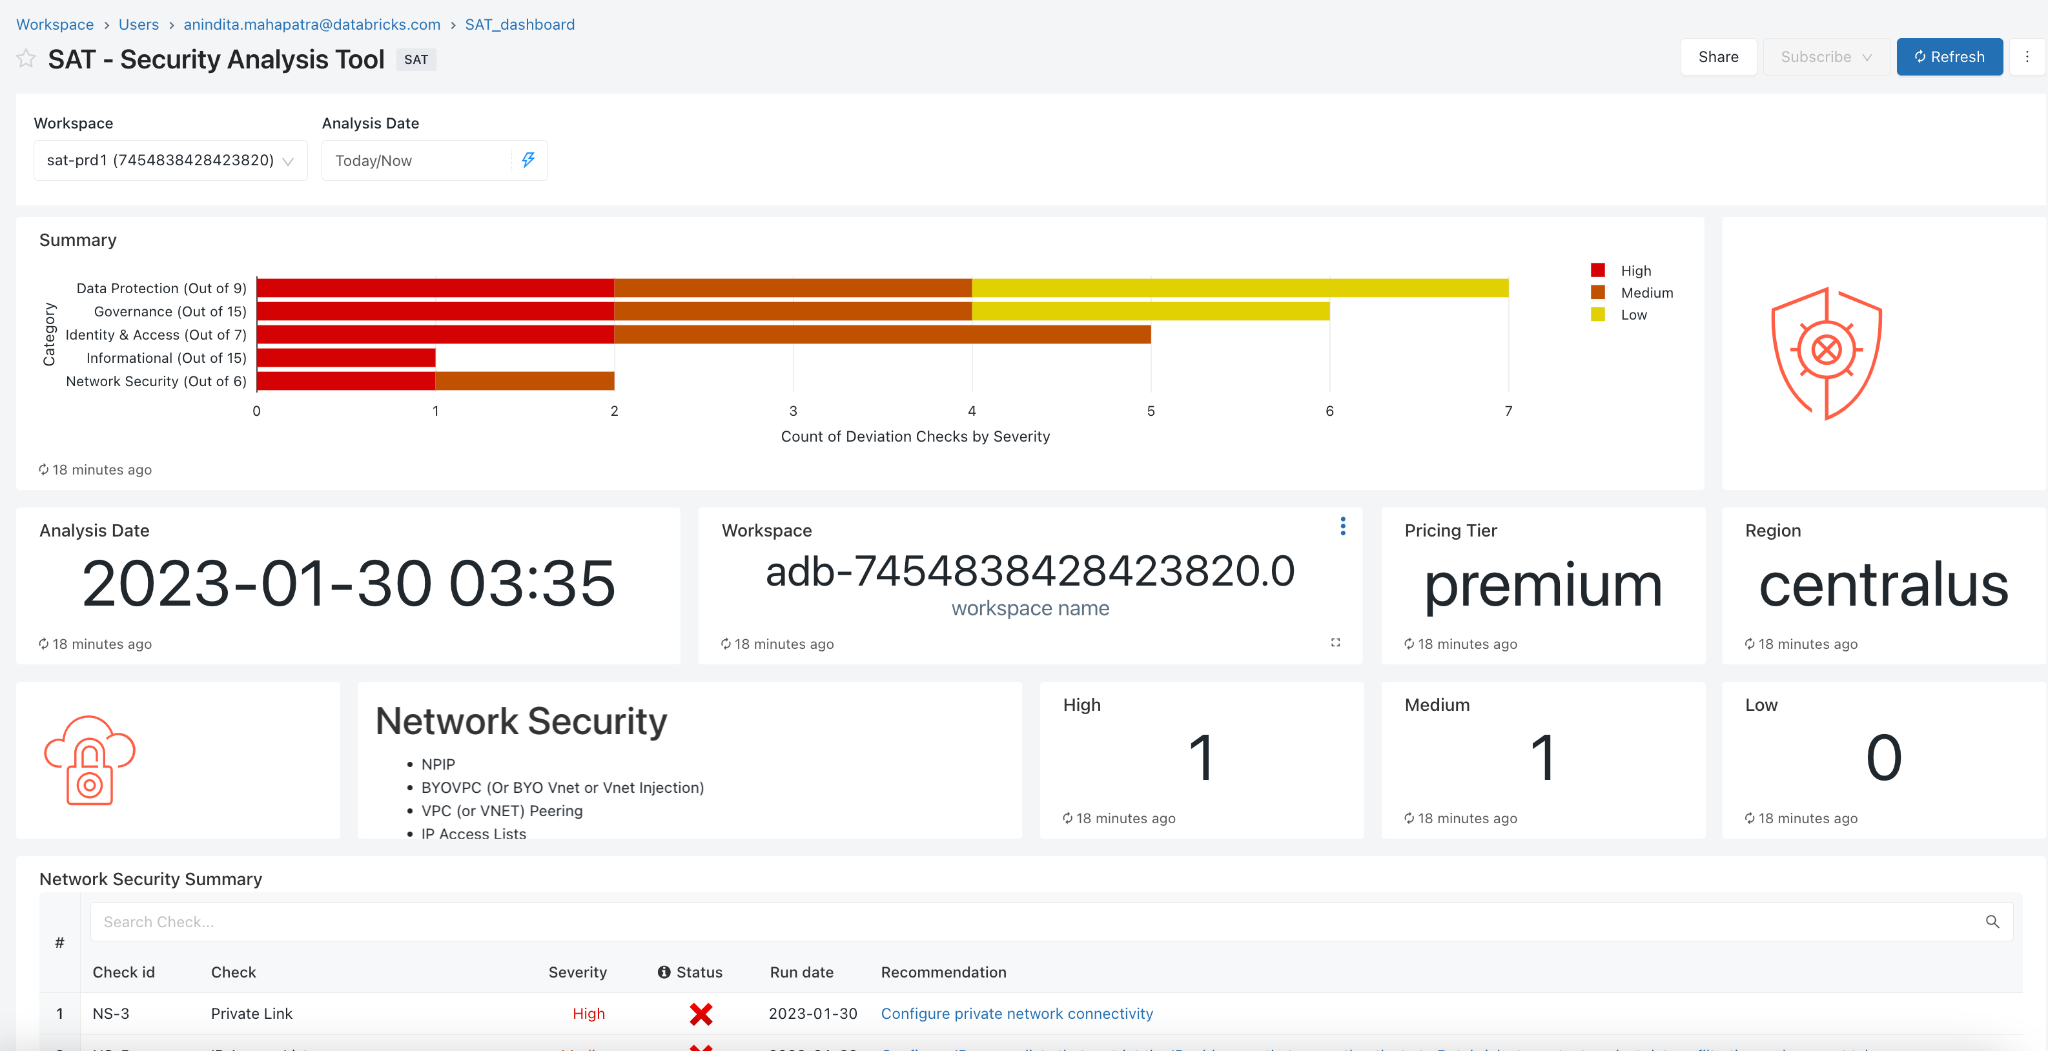 Workspace › Users › anindita.mahapatra@databricks.com › SAT_dashboard
SAT - Security Analysis Tool SAT
Share Subscribe Refresh
Workspace Analysis Date
sat-prd1 (7454838428423820) Today/Now
Summary
High
Medium
Low
Category
Data Protection (Out of 9)
Governance (Out of 15)
Identity & Access (Out of 7)
Informational (Out of 15)
Network Security (Out of 6)
0 1 2 3 4 5 6 7
Count of Deviation Checks by Severity
18 minutes ago
Analysis Date
2023-01-30 03:35
18 minutes ago
Workspace
adb-7454838428423820.0
workspace name
18 minutes ago
Pricing Tier
premium
18 minutes ago
Region
centralus
18 minutes ago
Network Security
• NPIP
• BYOVPC (Or BYO Vnet or Vnet Injection)
• VPC (or VNET) Peering
• IP Access Lists
High
1
18 minutes ago
Medium
1
18 minutes ago
Low
0
18 minutes ago
Network Security Summary
Search Check...
# Check id Check Severity Status Run date Recommendation
1 NS-3 Private Link High 2023-01-30 Configure private network connectivity